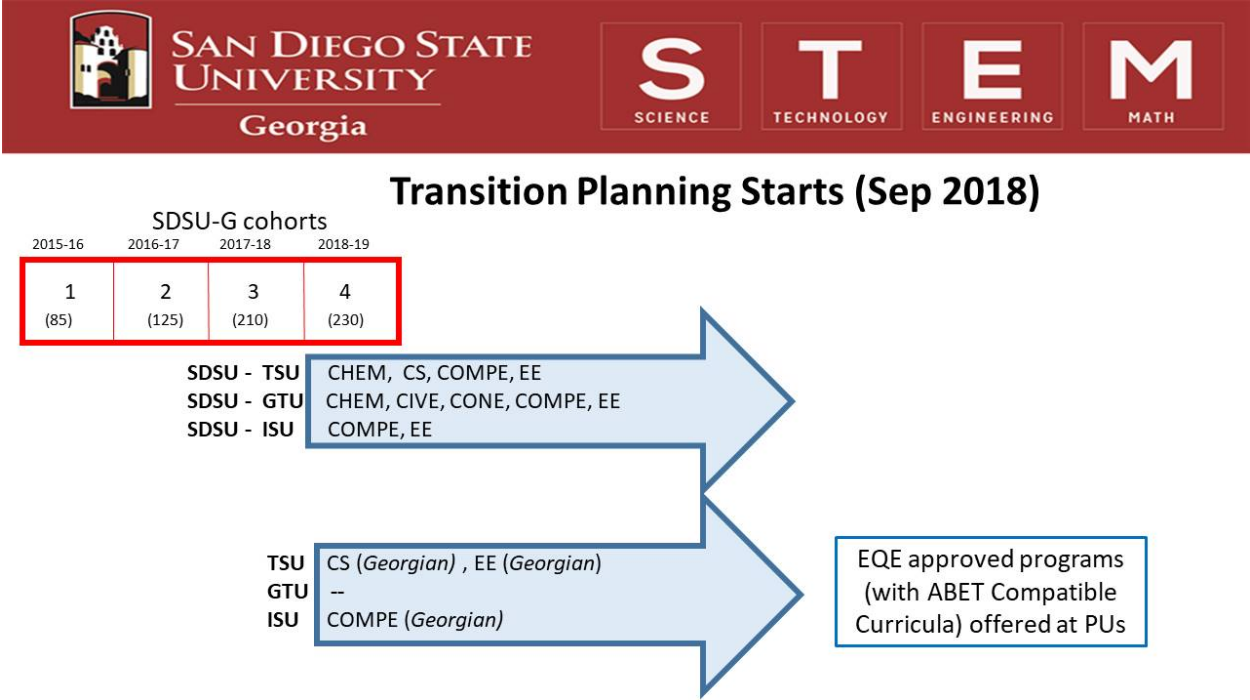 SAN DIEGO STATE
UNIVERSITY
Georgia
S T E M
SCIENCE TECHNOLOGY ENGINEERING MATH
Transition Planning Starts (Sep 2018)
SDSU-G cohorts
2015-16 2016-17 2017-18 2018-19
1 2 3 4
(85) (125) (210) (230)
SDSU - TSU CHEM, CS, COMPE, EE
SDSU - GTU CHEM, CIVE, CONE, COMPE, EE
SDSU - ISU COMPE, EE
TSU CS (Georgian) , EE (Georgian)
GTU --
ISU COMPE (Georgian)
EQE approved programs
(with ABET Compatible
Curricula) offered at PUs